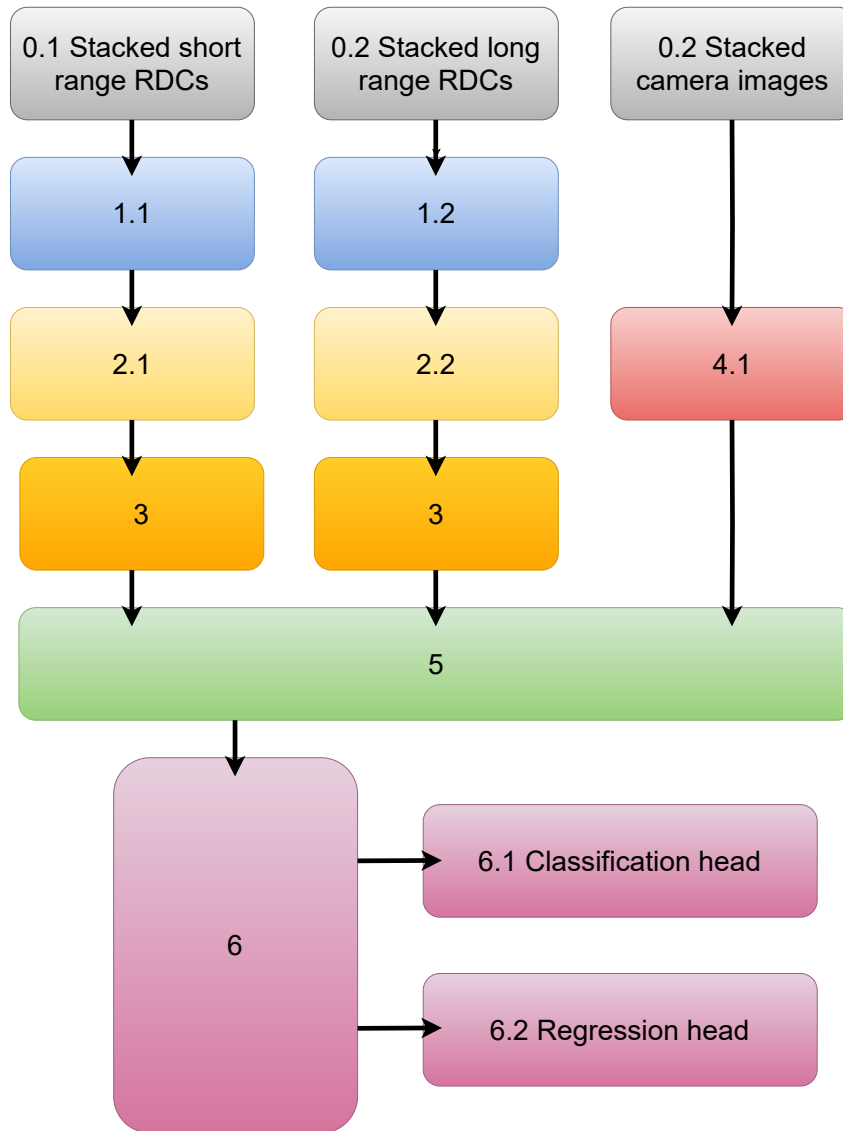 0.1 Stacked short
range RDCs
0.2 Stacked long
range RDCs
0.2 Stacked
camera images
1.1
1.2
2.1
2.2
4.1
3
3
5
6
6.1 Classification head
6.2 Regression head